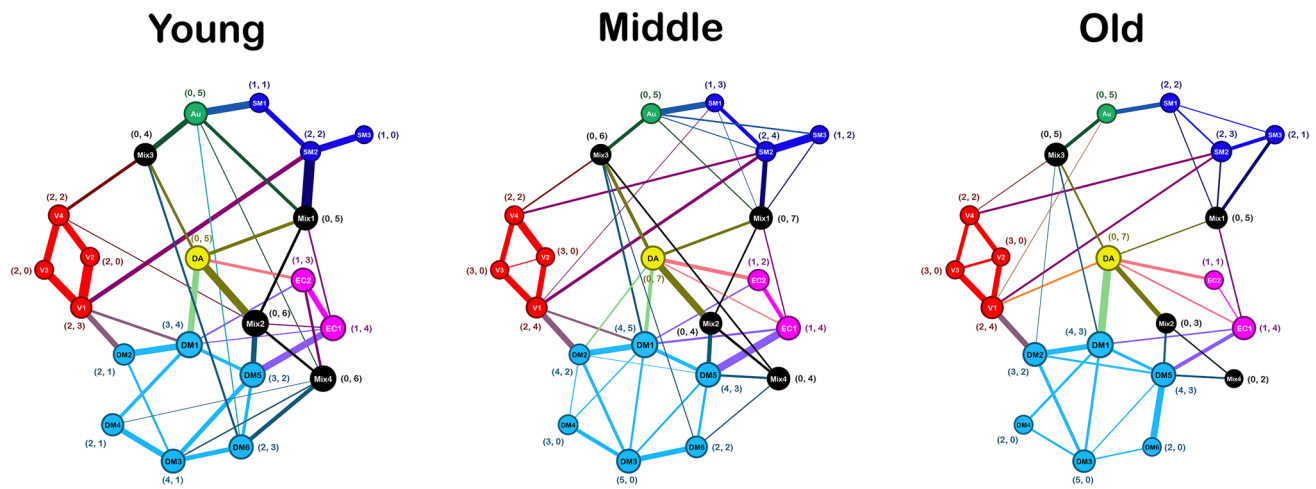 Young
Middle
Old
(1, 1)
(0, 5)
SM1
Au
(0, 4)
(2, 2)
SM3
(1, 0)
Mix3
SM2
(2, 2)
V4
Mix1
(0, 5)
(0, 5)
V2
(2, 0)
DA
(1, 3)
(2, 0)
V3
EC2
V1
(0, 6)
(2, 3)
Mix2
EC1
(1, 4)
(3, 4)
DM1
DM2
(2, 1)
DM5
(3, 2)
Mix4
(0, 6)
DM4
(2, 1)
DM6
(2, 3)
DM3
(4, 1)
(1, 3)
(0, 5)
SM1
Au
(0, 6)
(2, 4)
SM3
(1, 2)
Mix3
SM2
(2, 2)
V4
Mix1
(0, 7)
(3, 0)
V2
DA
(1, 2)
(3, 0)
V3
(0, 7)
EC2
V1
(2, 4)
(0, 4)
Mix2
EC1
(1, 4)
(4, 5)
DM1
DM2
(4, 2)
DM5
(4, 3)
Mix4
(0, 4)
DM4
(3, 0)
DM6
(2, 2)
DM3
(5, 0)
(2, 2)
(0, 5)
SM1
Au
(0, 5)
(2, 3)
SM3
(2, 1)
Mix3
SM2
(2, 2)
V4
Mix1
(0, 5)
(0, 7)
(3, 0)
V2
DA
(1, 1)
(3, 0)
V3
EC2
V1
(2, 4)
Mix2
(0, 3)
EC1
(1, 4)
(4, 3)
DM1
DM2
(3, 2)
DM5
(4, 3)
Mix4
(0, 2)
DM4
(2, 0)
DM6
(2, 0)
DM3
(5, 0)